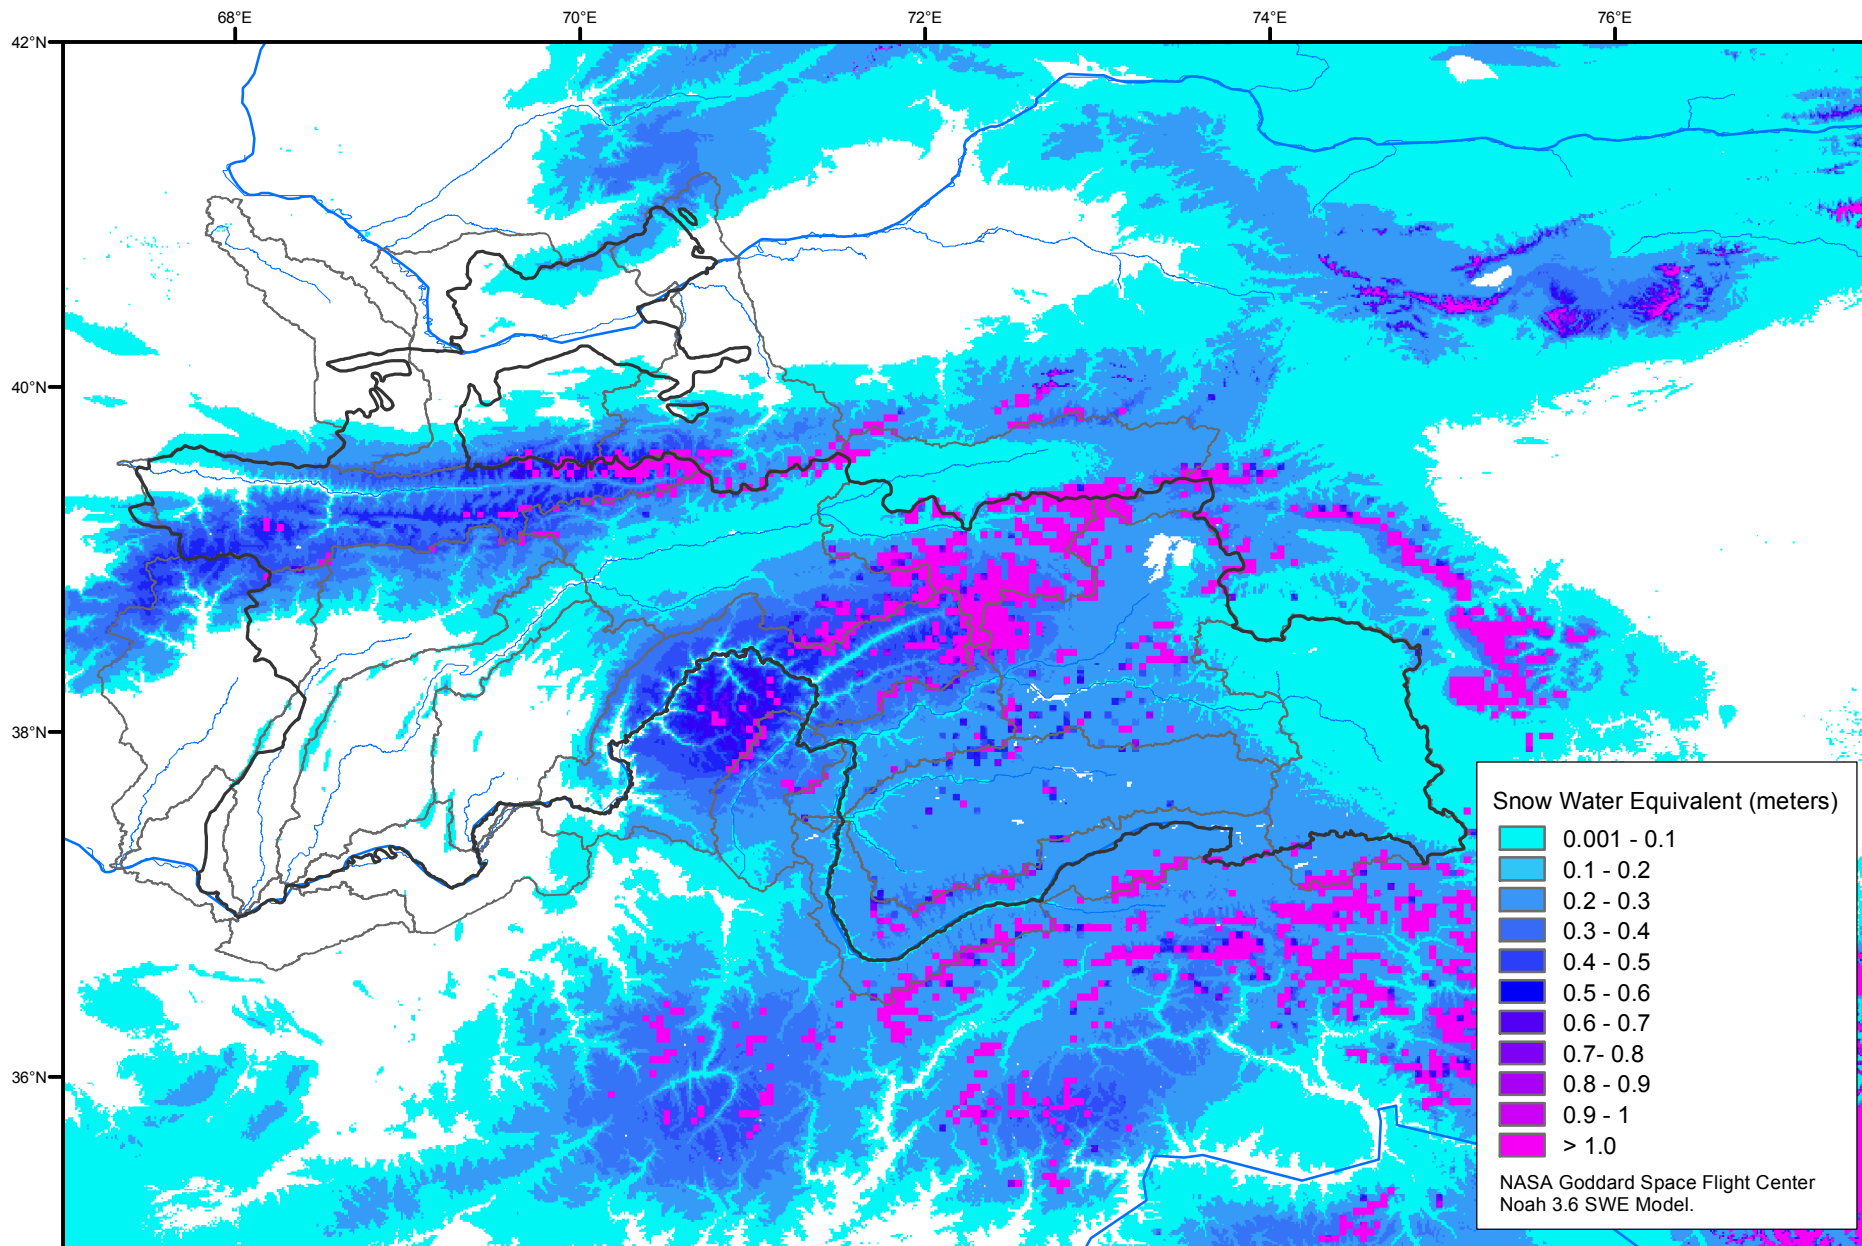 68°E
70°E
72°E
74°E
76°E
42°N
40°N
38°N
36°N
Snow Water Equivalent (meters)
0.001 - 0.1
0.1 - 0.2
0.2 - 0.3
0.3 - 0.4
0.4 - 0.5
0.5 - 0.6
0.6 - 0.7
0.7- 0.8
0.8 - 0.9
0.9 - 1
> 1.0
NASA Goddard Space Flight Center
Noah 3.6 SWE Model.